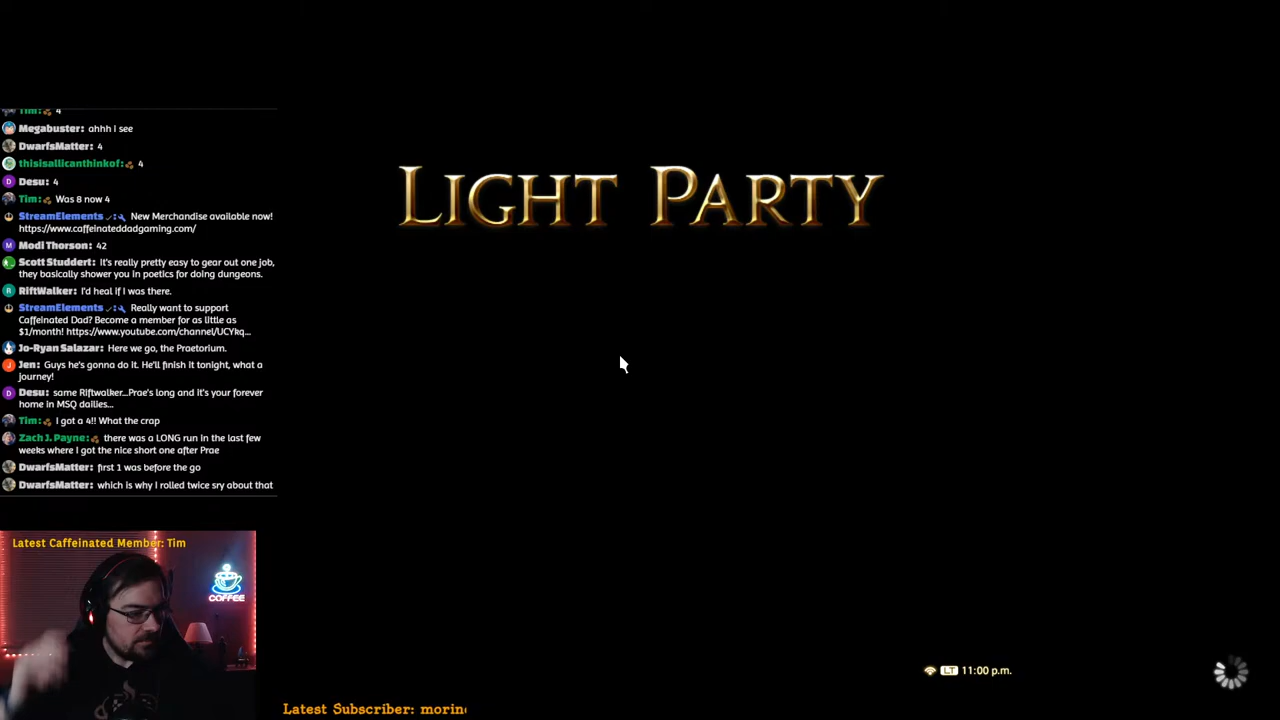 Tim: 4
Megabuster: ahhh I see
DwarfsMatter: 4
thisisallicanthinkof: 4
Desu: 4
Tim: Was 8 now 4
StreamElements : New Merchandise available now!
https://www.caffeinateddadgaming.com/
Modi Thorson: 42
Scott Studdert: It's really pretty easy to gear out one job,
they basically shower you in poetics for doing dungeons.
RiftWalker: I'd heal if I was there.
StreamElements : Really want to support
Caffeinated Dad? Become a member for as little as
$1/month! https://www.youtube.com/channel/UCYkq...
Jo-Ryan Salazar: Here we go, the Praetorium.
Jen: Guys he's gonna do it. He'll finish it tonight, what a
journey!
Desu: same Riftwalker...Prae's long and it's your forever
home in MSQ dailies...
Tim: I got a 4!! What the crap
Zach J. Payne: there was a LONG run in the last few
weeks where I got the nice short one after Prae
DwarfsMatter: first 1 was before the go
DwarfsMatter: which is why I rolled twice sry about that
Light Party
Latest Caffeinated Member: Tim
COFFEE
LT 11:00 p.m.
Latest Subscriber: morin